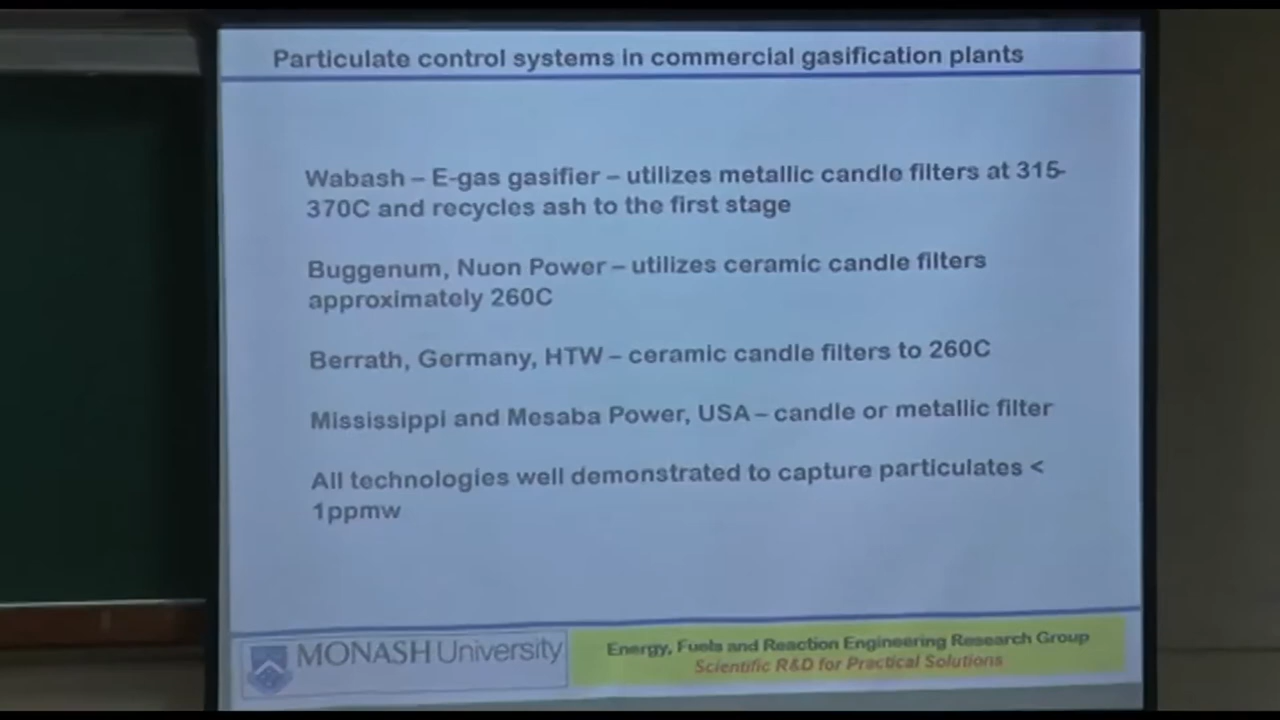 Particulate control systems in commercial gasification plants
Wabash – E-gas gasifier – utilizes metallic candle filters at 315-
370C and recycles ash to the first stage
Buggenum, Nuon Power – utilizes ceramic candle filters
approximately 260C
Berrath, Germany, HTW – ceramic candle filters to 260C
Mississippi and Mesaba Power, USA – candle or metallic filter
All technologies well demonstrated to capture particulates <
1ppmw
MONASH University
Energy, Fuels and Reaction Engineering Research Group
Scientific R&D for Practical Solutions